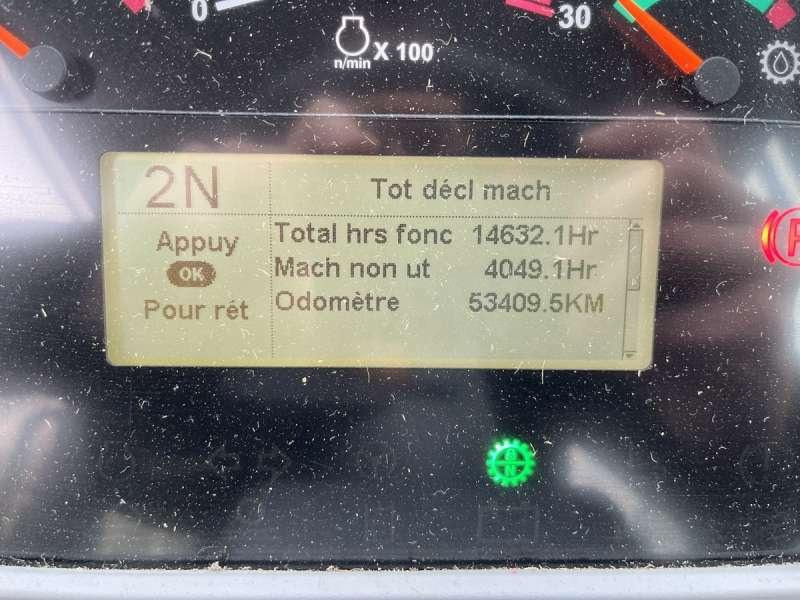 0
30
n/min X 100
2N
Tot décl mach
Appuy
OK
Pour rét
Total hrs fonc 14632.1Hr
Mach non ut 4049.1Hr
Odomètre 53409.5KM
P
N